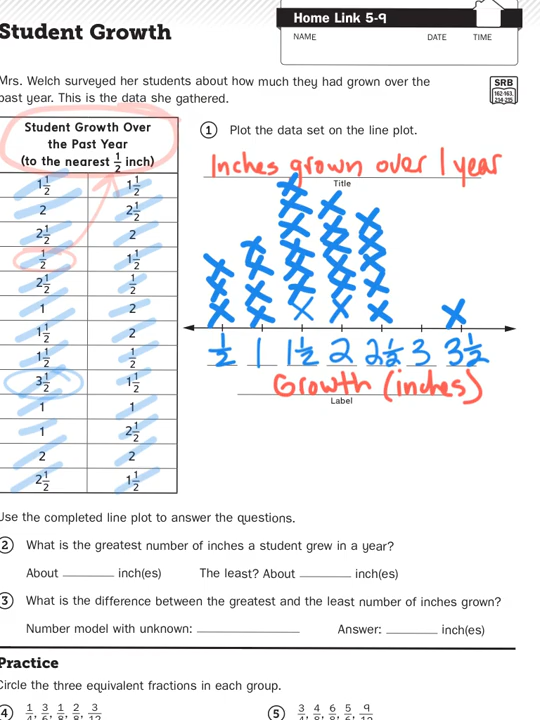 Student Growth
Home Link 5-9
NAME DATE TIME
Mrs. Welch surveyed her students about how much they had grown over the
past year. This is the data she gathered.
SRB
162-163,
Student Growth Over
the Past Year
(to the nearest 1/2 inch)
1 1/2 1 1/2
2 2 1/2
2 1/2 2
1/2 1 1/2
2 1/2 1/2
1 2
1 1/2 2
1 1/2 1/2
3 1/2 1 1/2
1 1
1 2 1/2
2 2
2 1/2 1 1/2
1 Plot the data set on the line plot.
Inches grown over 1 year
Title
1/2 1 1 1/2 2 2 1/2 3 3 1/2
Growth (inches)
Label
Use the completed line plot to answer the questions.
2 What is the greatest number of inches a student grew in a year?
About ________ inch(es) The least? About ________ inch(es)
3 What is the difference between the greatest and the least number of inches grown?
Number model with unknown: ________________ Answer: ________ inch(es)
Practice
Circle the three equivalent fractions in each group.
4
5